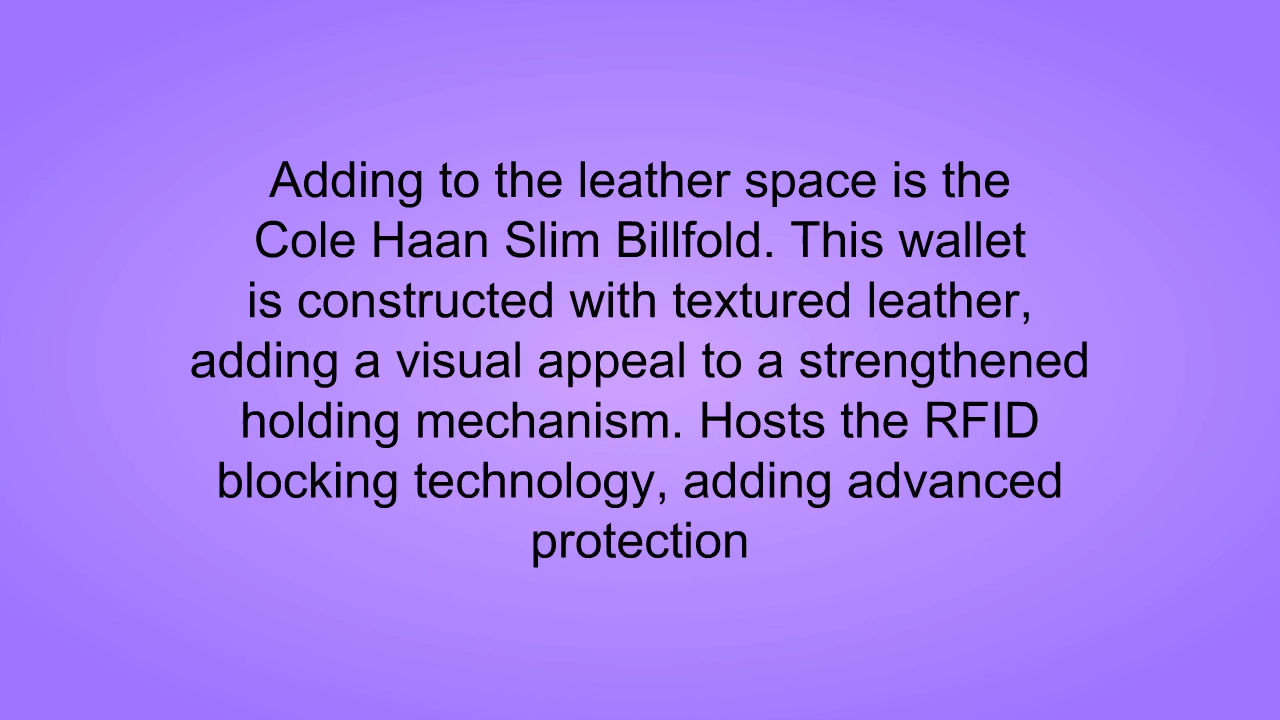 Adding to the leather space is the
Cole Haan Slim Billfold. This wallet
is constructed with textured leather,
adding a visual appeal to a strengthened
holding mechanism. Hosts the RFID
blocking technology, adding advanced
protection